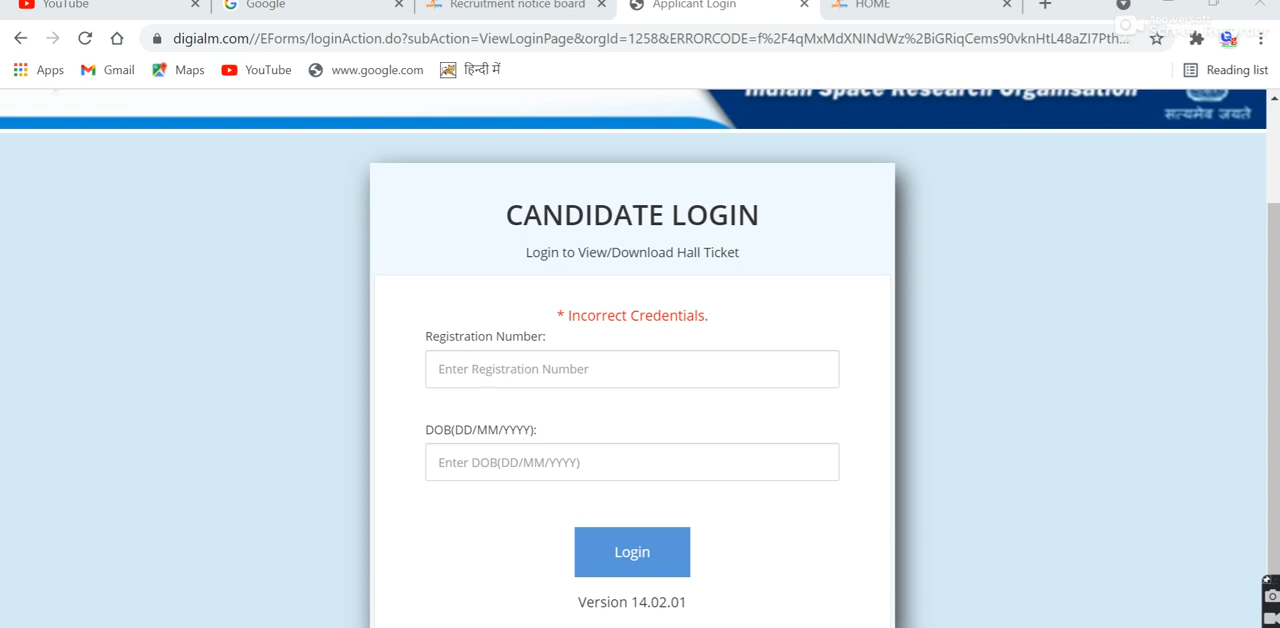 YouTube
Google
Recruitment notice board
Applicant Login
HOME
digialm.com//EForms/loginAction.do?subAction=ViewLoginPage&orgId=1258&ERRORCODE=f%2F4qMxMdXNINdWz%2BiGRiqCems90vknHtL48aZI7Pth...
Apps Gmail Maps YouTube www.google.com हिन्दी में Reading list
Indian Space Research Organisation
सत्यमेव जयते
CANDIDATE LOGIN
Login to View/Download Hall Ticket
* Incorrect Credentials.
Registration Number:
Enter Registration Number
DOB(DD/MM/YYYY):
Enter DOB(DD/MM/YYYY)
Login
Version 14.02.01